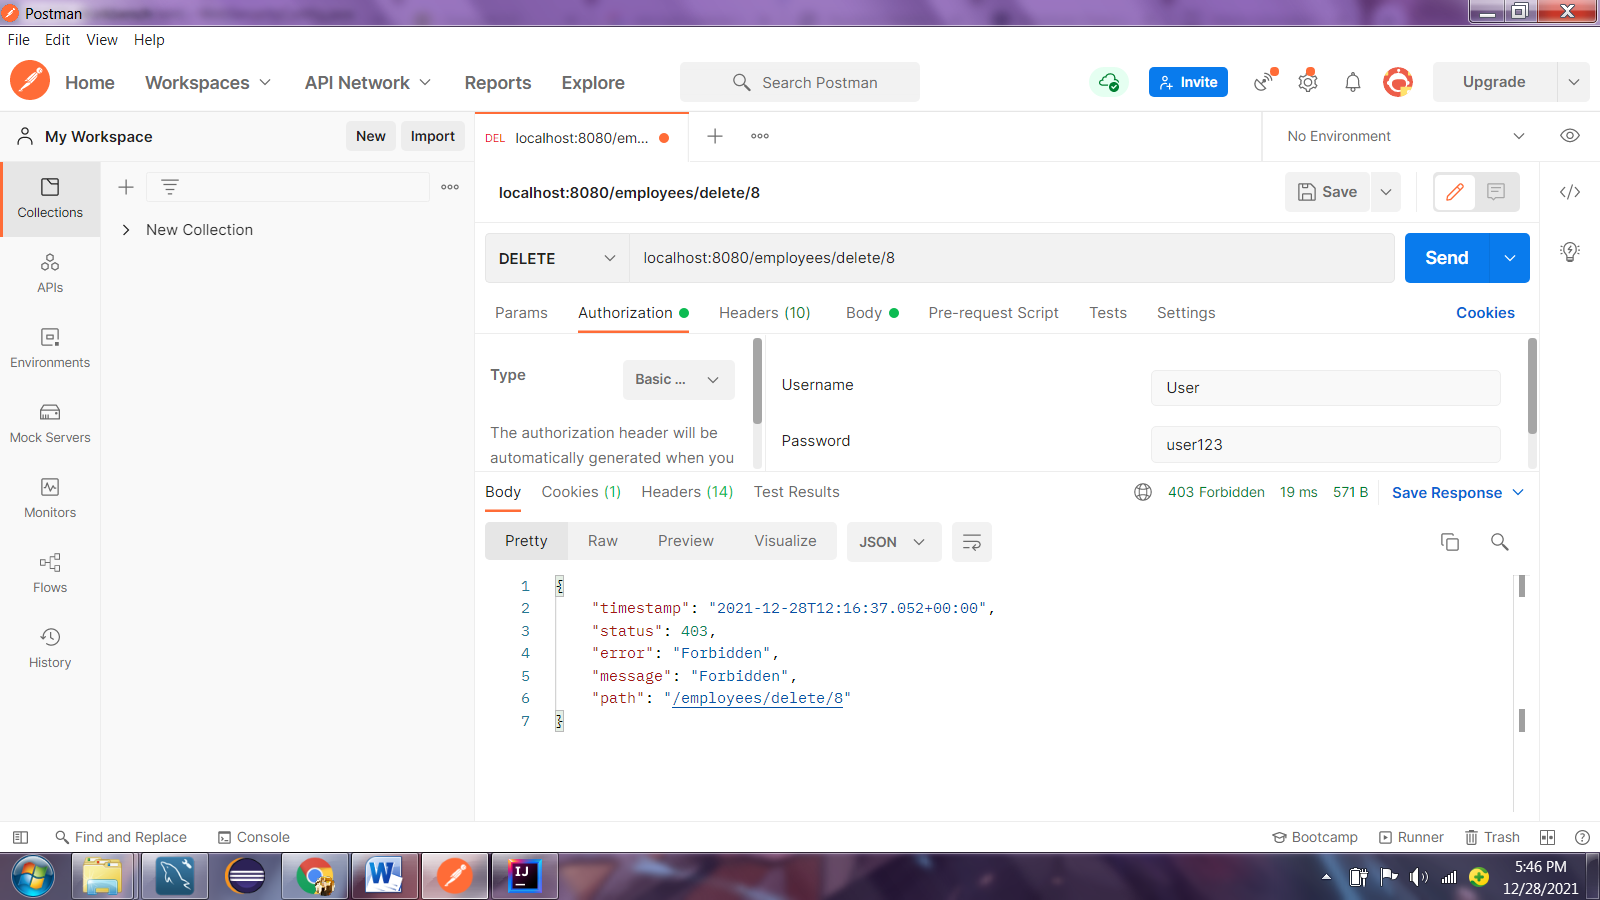 Postman
File Edit View Help
Home Workspaces API Network Reports Explore Search Postman Invite Upgrade
My Workspace New Import DEL localhost:8080/em... No Environment
Collections
New Collection
APIs
Environments
Mock Servers
Monitors
Flows
History
localhost:8080/employees/delete/8 Save
DELETE localhost:8080/employees/delete/8 Send
Params Authorization Headers (10) Body Pre-request Script Tests Settings Cookies
Type Basic ...
The authorization header will be
automatically generated when you
Username User
Password user123
Body Cookies (1) Headers (14) Test Results 403 Forbidden 19 ms 571 B Save Response
Pretty Raw Preview Visualize JSON
1 {
2 "timestamp": "2021-12-28T12:16:37.052+00:00",
3 "status": 403,
4 "error": "Forbidden",
5 "message": "Forbidden",
6 "path": "/employees/delete/8"
7 }
Find and Replace Console Bootcamp Runner Trash
5:46 PM
12/28/2021